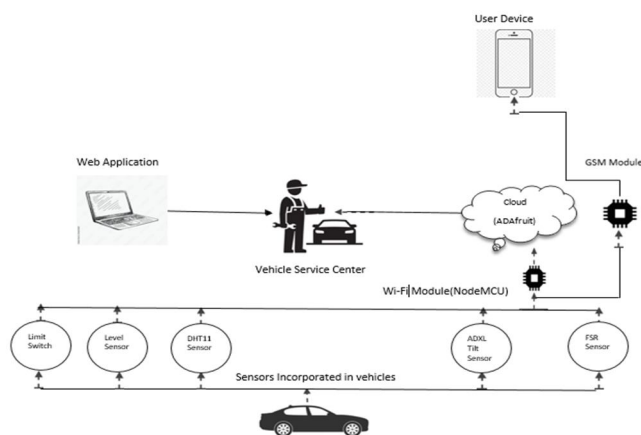 User Device
GSM Module
Web Application
Cloud
(ADAfruit)
Vehicle Service Center
Wi-Fi Module(NodeMCU)
Limit
Switch
Level
Sensor
DHT11
Sensor
ADXL
Tilt
Sensor
FSR
Sensor
Sensors Incorporated in vehicles